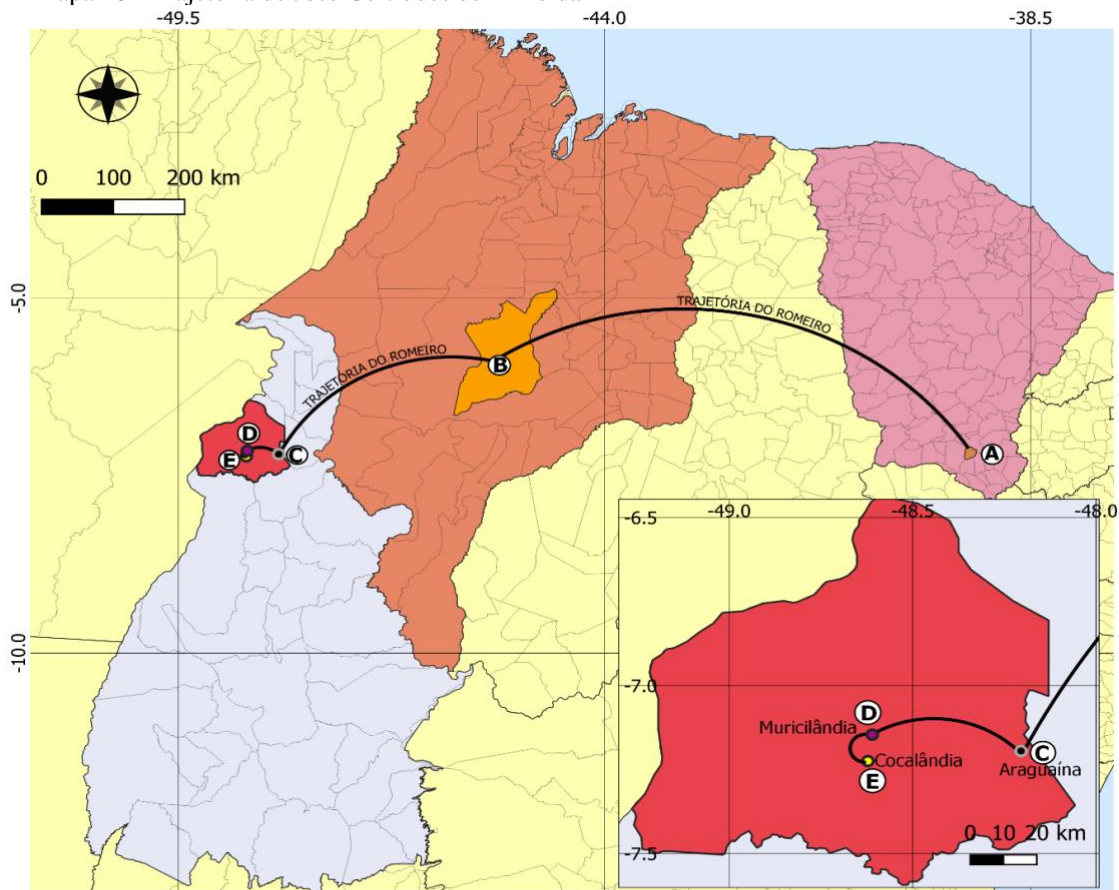 -49.5
-44.0
-38.5
0 100 200 km
-5.0
TRAJETÓRIA DO ROMEIRO
TRAJETÓRIA DO ROMEIRO
B
D
E
C
A
-10.0
-49.0
-48.5
-48.0
-6.5
-7.0
D
Muricilândia
C
Cocalândia
Araguaína
E
0 10 20 km
-7.5